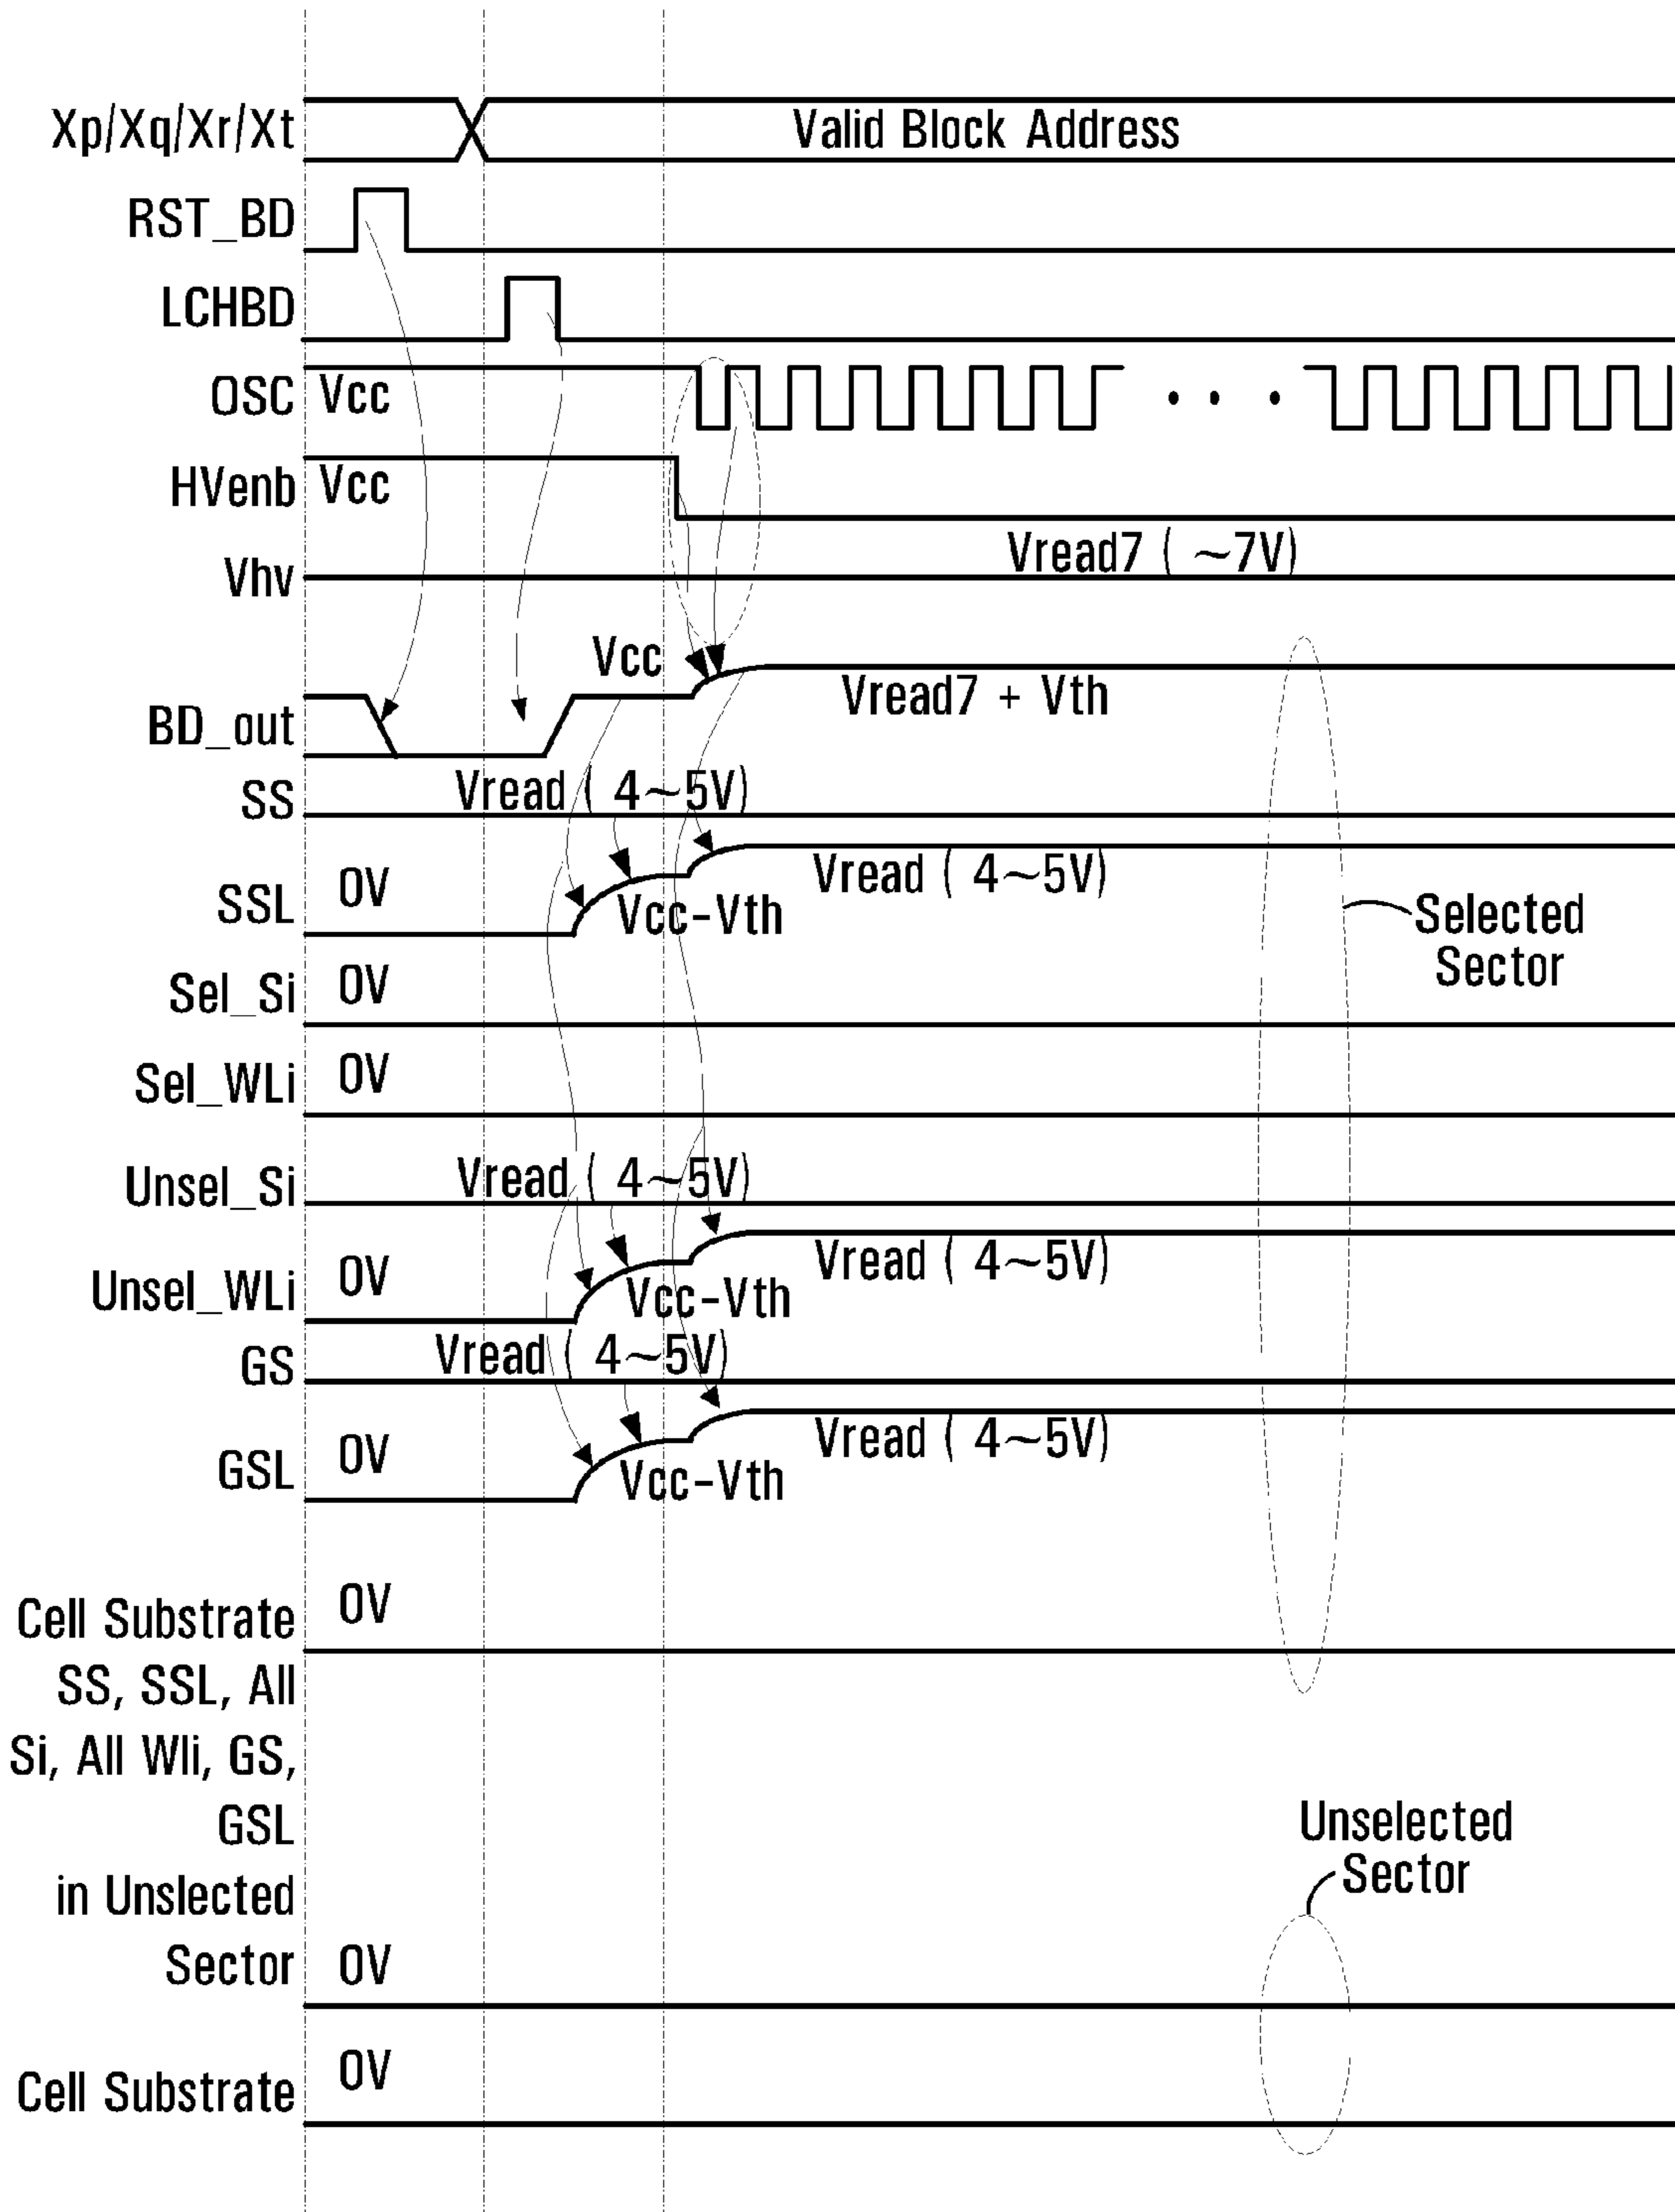 Xp/Xq/Xr/Xt Valid Block Address
RST_BD
LCHBD
OSC Vcc
HVenb Vcc
Vhv Vread7 ( ~7V)
Vcc
BD_out Vread7 + Vth
SS Vread ( 4~5V)
SSL 0V Vcc-Vth Vread ( 4~5V)
Selected
Sector
Sel_Si 0V
Sel_WLi 0V
Unsel_Si Vread ( 4~5V)
Unsel_WLi 0V Vcc-Vth Vread ( 4~5V)
GS Vread ( 4~5V)
GSL 0V Vcc-Vth Vread ( 4~5V)
Cell Substrate 0V
SS, SSL, All
Si, All Wli, GS,
GSL
in Unslected
Sector 0V
Unselected
Sector
Cell Substrate 0V